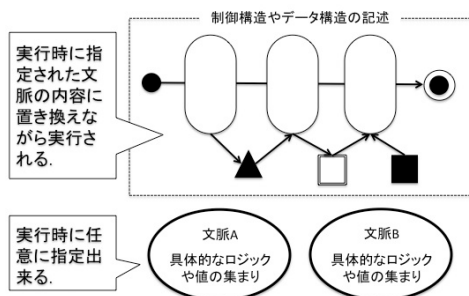 制御構造やデータ構造の記述
実行時に指
定された文
脈の内容に
置き換えな
がら実行さ
れる.
実行時に任
意に指定出
来る.
文脈A
具体的なロジック
や値の集まり
文脈B
具体的なロジック
や値の集まり